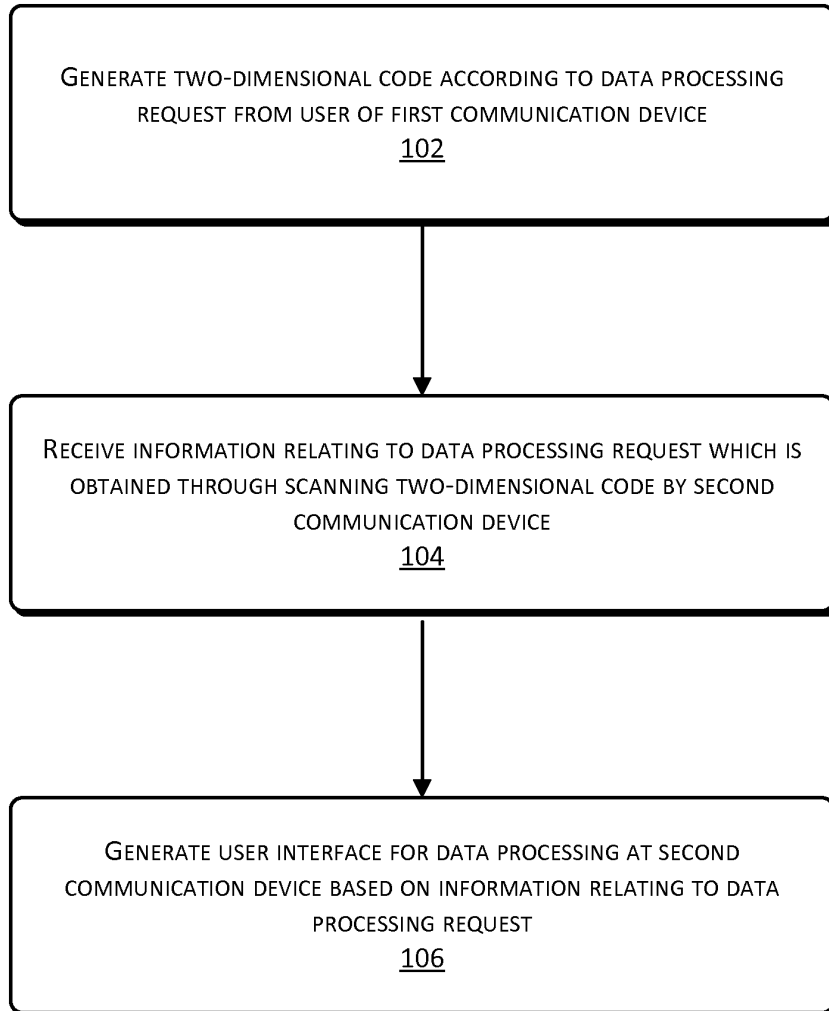 GENERATE TWO-DIMENSIONAL CODE ACCORDING TO DATA PROCESSING
REQUEST FROM USER OF FIRST COMMUNICATION DEVICE
102
RECEIVE INFORMATION RELATING TO DATA PROCESSING REQUEST WHICH IS
OBTAINED THROUGH SCANNING TWO-DIMENSIONAL CODE BY SECOND
COMMUNICATION DEVICE
104
GENERATE USER INTERFACE FOR DATA PROCESSING AT SECOND
COMMUNICATION DEVICE BASED ON INFORMATION RELATING TO DATA
PROCESSING REQUEST
106